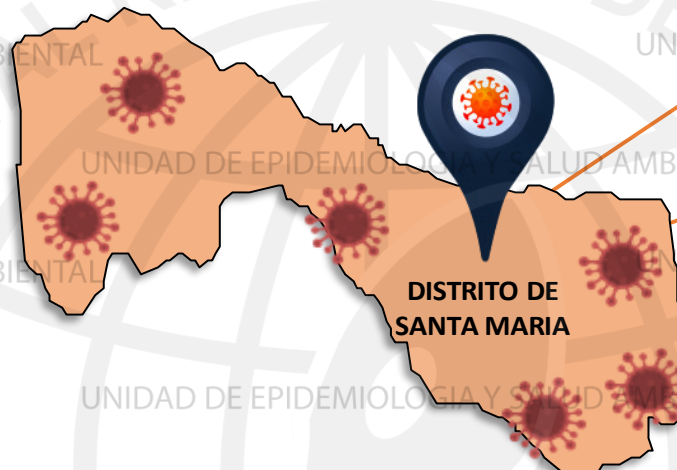 BIENTAL
UN
UNIDAD DE EPIDEMIOLOGIA Y SALUD AMB
BIENTAL
DISTRITO DE
SANTA MARIA
UNIDAD DE EPIDEMIOLOGIA Y SALUD AMB